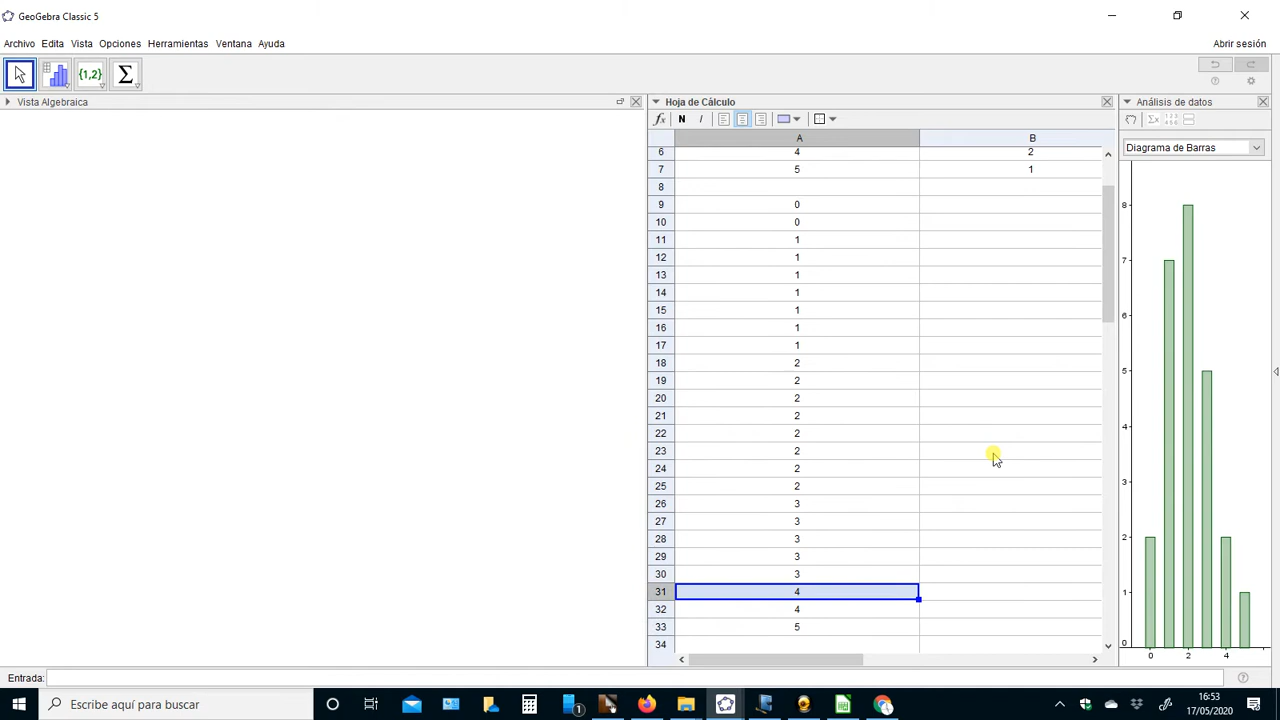 GeoGebra Classic 5
Archivo Edita Vista Opciones Herramientas Ventana Ayuda
Abrir sesión
{1,2} Σ
Vista Algebraica
Hoja de Cálculo
Análisis de datos
fx N I
Σx 123 456
A B
Diagrama de Barras
6 4 2
7 5 1
8
9 0
10 0
11 1
12 1
13 1
14 1
15 1
16 1
17 1
18 2
19 2
20 2
21 2
22 2
23 2
24 2
25 2
26 3
27 3
28 3
29 3
30 3
31 4
32 4
33 5
34
8
7
6
5
4
3
2
1
0
0 2 4
Entrada:
Escribe aquí para buscar
1
16:53
17/05/2020